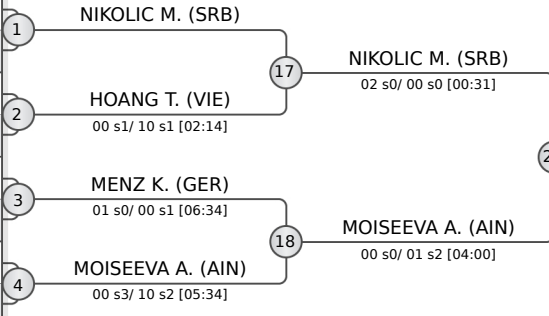 NIKOLIC M. (SRB)
1
17
NIKOLIC M. (SRB)
02 s0/ 00 s0 [00:31]
HOANG T. (VIE)
2
00 s1/ 10 s1 [02:14]
MENZ K. (GER)
3
01 s0/ 00 s1 [06:34]
18
MOISEEVA A. (AIN)
00 s0/ 01 s2 [04:00]
MOISEEVA A. (AIN)
4
00 s3/ 10 s2 [05:34]